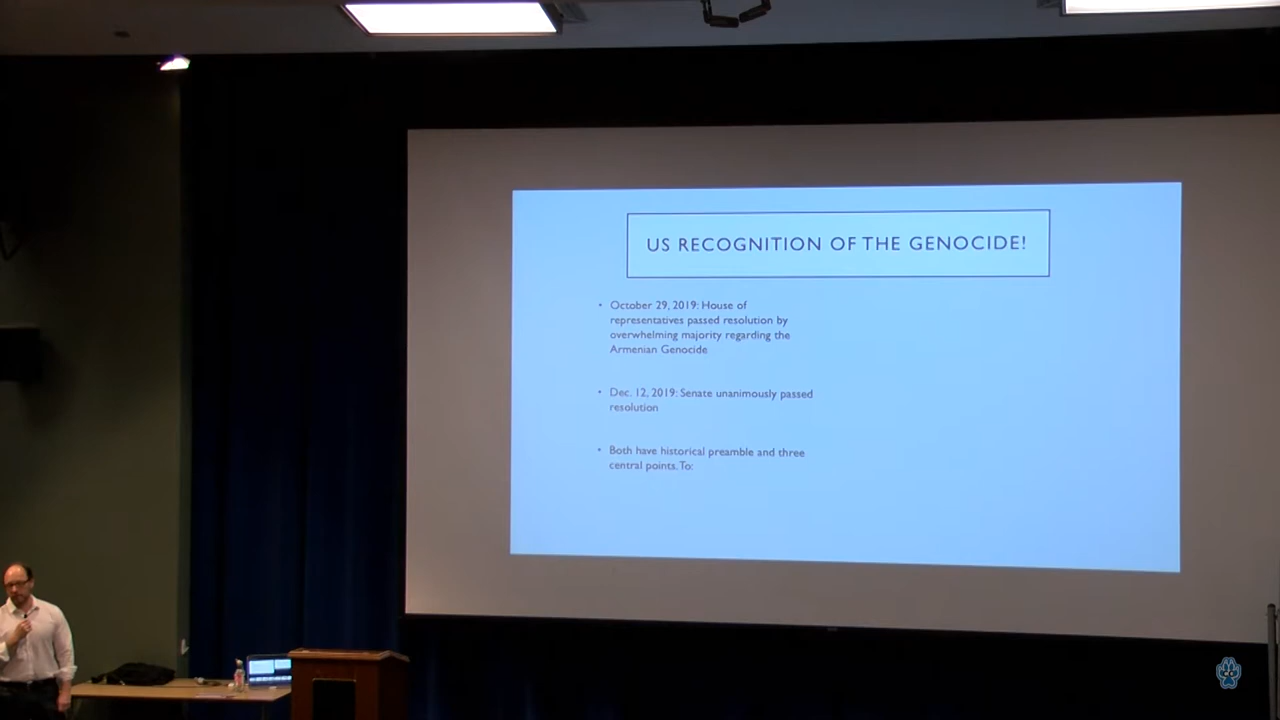 US RECOGNITION OF THE GENOCIDE!
• October 29, 2019: House of
representatives passed resolution by
overwhelming majority regarding the
Armenian Genocide
• Dec. 12, 2019: Senate unanimously passed
resolution
• Both have historical preamble and three
central points. To: